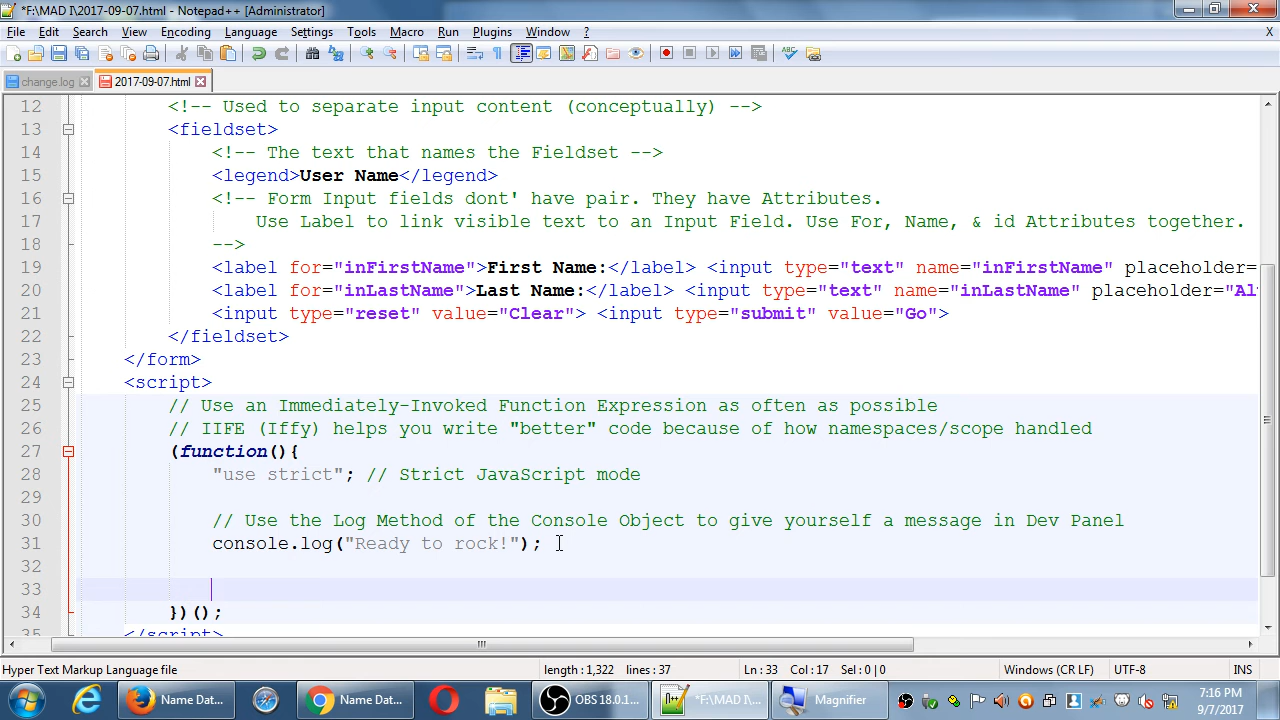 *F:\MAD I\2017-09-07.html - Notepad++ [Administrator]
File Edit Search View Encoding Language Settings Tools Macro Run Plugins Window ? X
change.log 2017-09-07.html
12 <!-- Used to separate input content (conceptually) -->
13 <fieldset>
14 <!-- The text that names the Fieldset -->
15 <legend>User Name</legend>
16 <!-- Form Input fields dont' have pair. They have Attributes.
17 Use Label to link visible text to an Input Field. Use For, Name, & id Attributes together.
18 -->
19 <label for="inFirstName">First Name:</label> <input type="text" name="inFirstName" placeholder=
20 <label for="inLastName">Last Name:</label> <input type="text" name="inLastName" placeholder="Al
21 <input type="reset" value="Clear"> <input type="submit" value="Go">
22 </fieldset>
23 </form>
24 <script>
25 // Use an Immediately-Invoked Function Expression as often as possible
26 // IIFE (Iffy) helps you write "better" code because of how namespaces/scope handled
27 (function(){
28 "use strict"; // Strict JavaScript mode
29
30 // Use the Log Method of the Console Object to give yourself a message in Dev Panel
31 console.log("Ready to rock!");
32
33
34 })();
35 </script>
Hyper Text Markup Language file length : 1,322 lines : 37 Ln : 33 Col : 17 Sel : 0 | 0 Windows (CR LF) UTF-8 INS
Name Dat... Name Dat... OBS 18.0.1... *F:\MAD I\... Magnifier 7:16 PM
9/7/2017